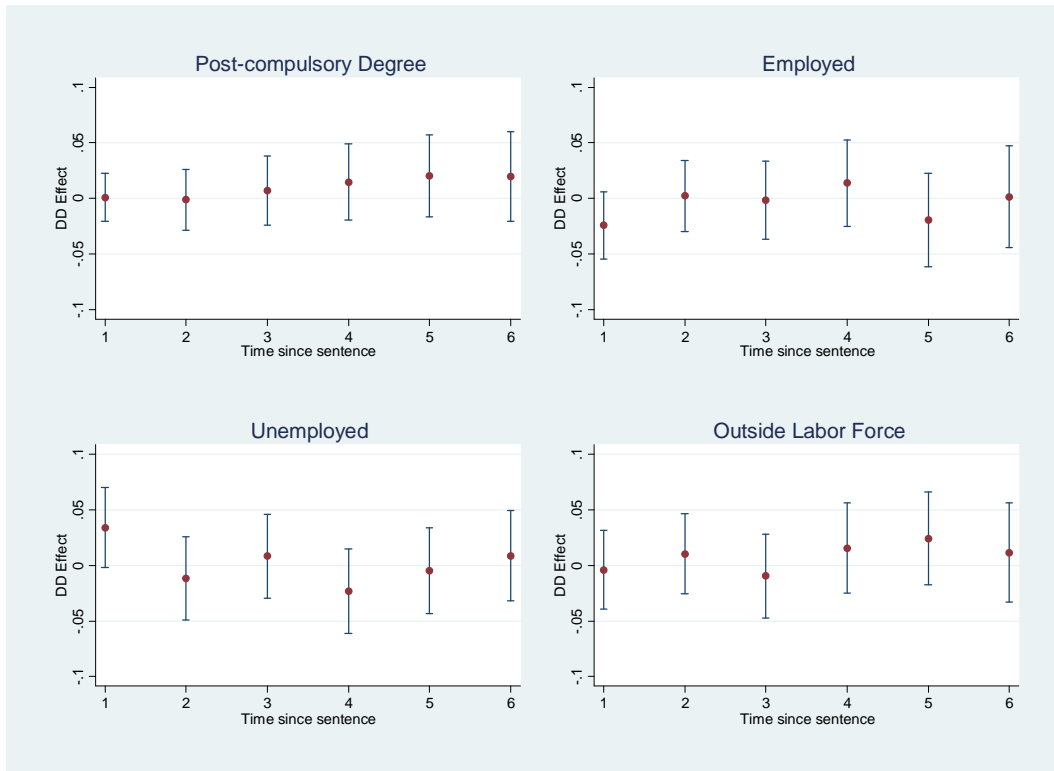 Post-compulsory Degree
DD Effect
.1
.05
0
-.05
-.1
1 2 3 4 5 6
Time since sentence
Employed
DD Effect
.1
.05
0
-.05
-.1
1 2 3 4 5 6
Time since sentence
Unemployed
DD Effect
.1
.05
0
-.05
-.1
1 2 3 4 5 6
Time since sentence
Outside Labor Force
DD Effect
.1
.05
0
-.05
-.1
1 2 3 4 5 6
Time since sentence